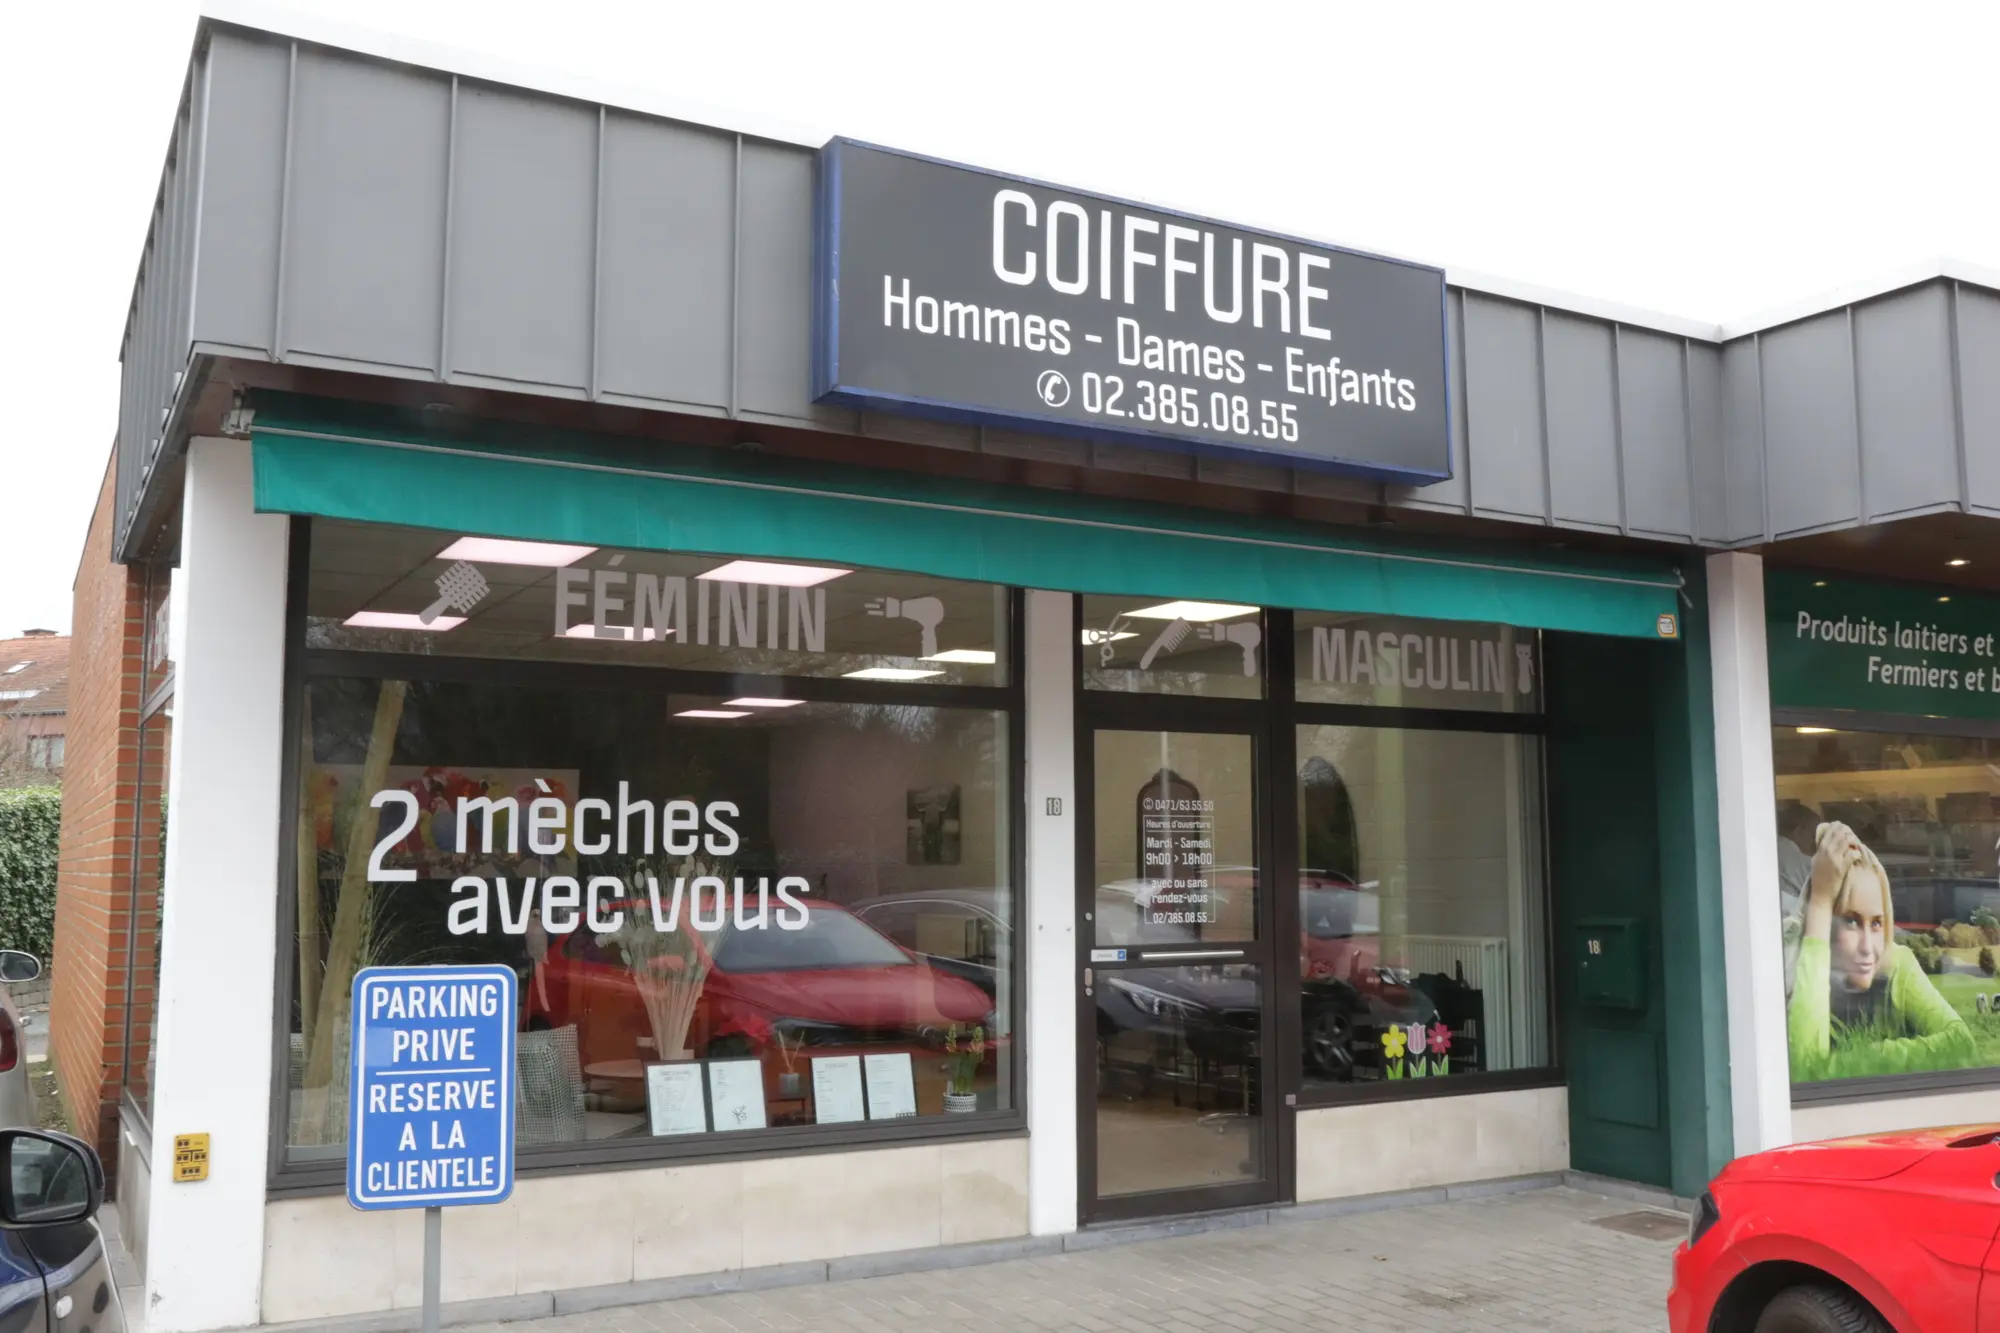 COIFFURE
Hommes - Dames - Enfants
02.385.08.55
FÉMININ
MASCULIN
2 mèches
avec vous
18
0471/63.55.50
Heures d'ouverture
Mardi - Samedi
9h00 > 18h00
avec ou sans
rendez-vous
02/385.08.55
18
PARKING
PRIVE
RESERVE
A LA
CLIENTELE
Produits laitiers et
Fermiers et